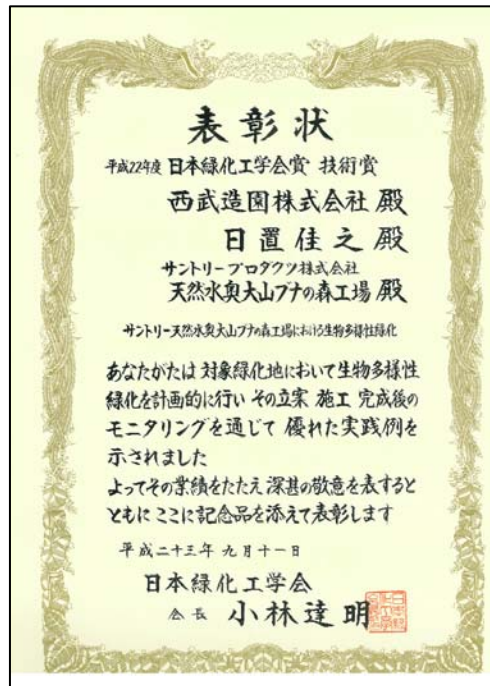 表彰状
平成22年度 日本緑化工学会賞 技術賞
西武造園株式会社 殿
日置佳之 殿
サントリープロダクツ株式会社
天然水奥大山ブナの森工場 殿
サントリー天然水奥大山ブナの森工場における生物多様性緑化
あなたがたは 対象緑化地において生物多様性
緑化を計画的に行い その立案 施工 完成後の
モニタリングを通じて 優れた実践例を
示されました
よってその業績をたたえ 深甚の敬意を表すると
ともに ここに記念品を添えて表彰します
平成二十三年 九月十一日
日本緑化工学会
会長 小林達明